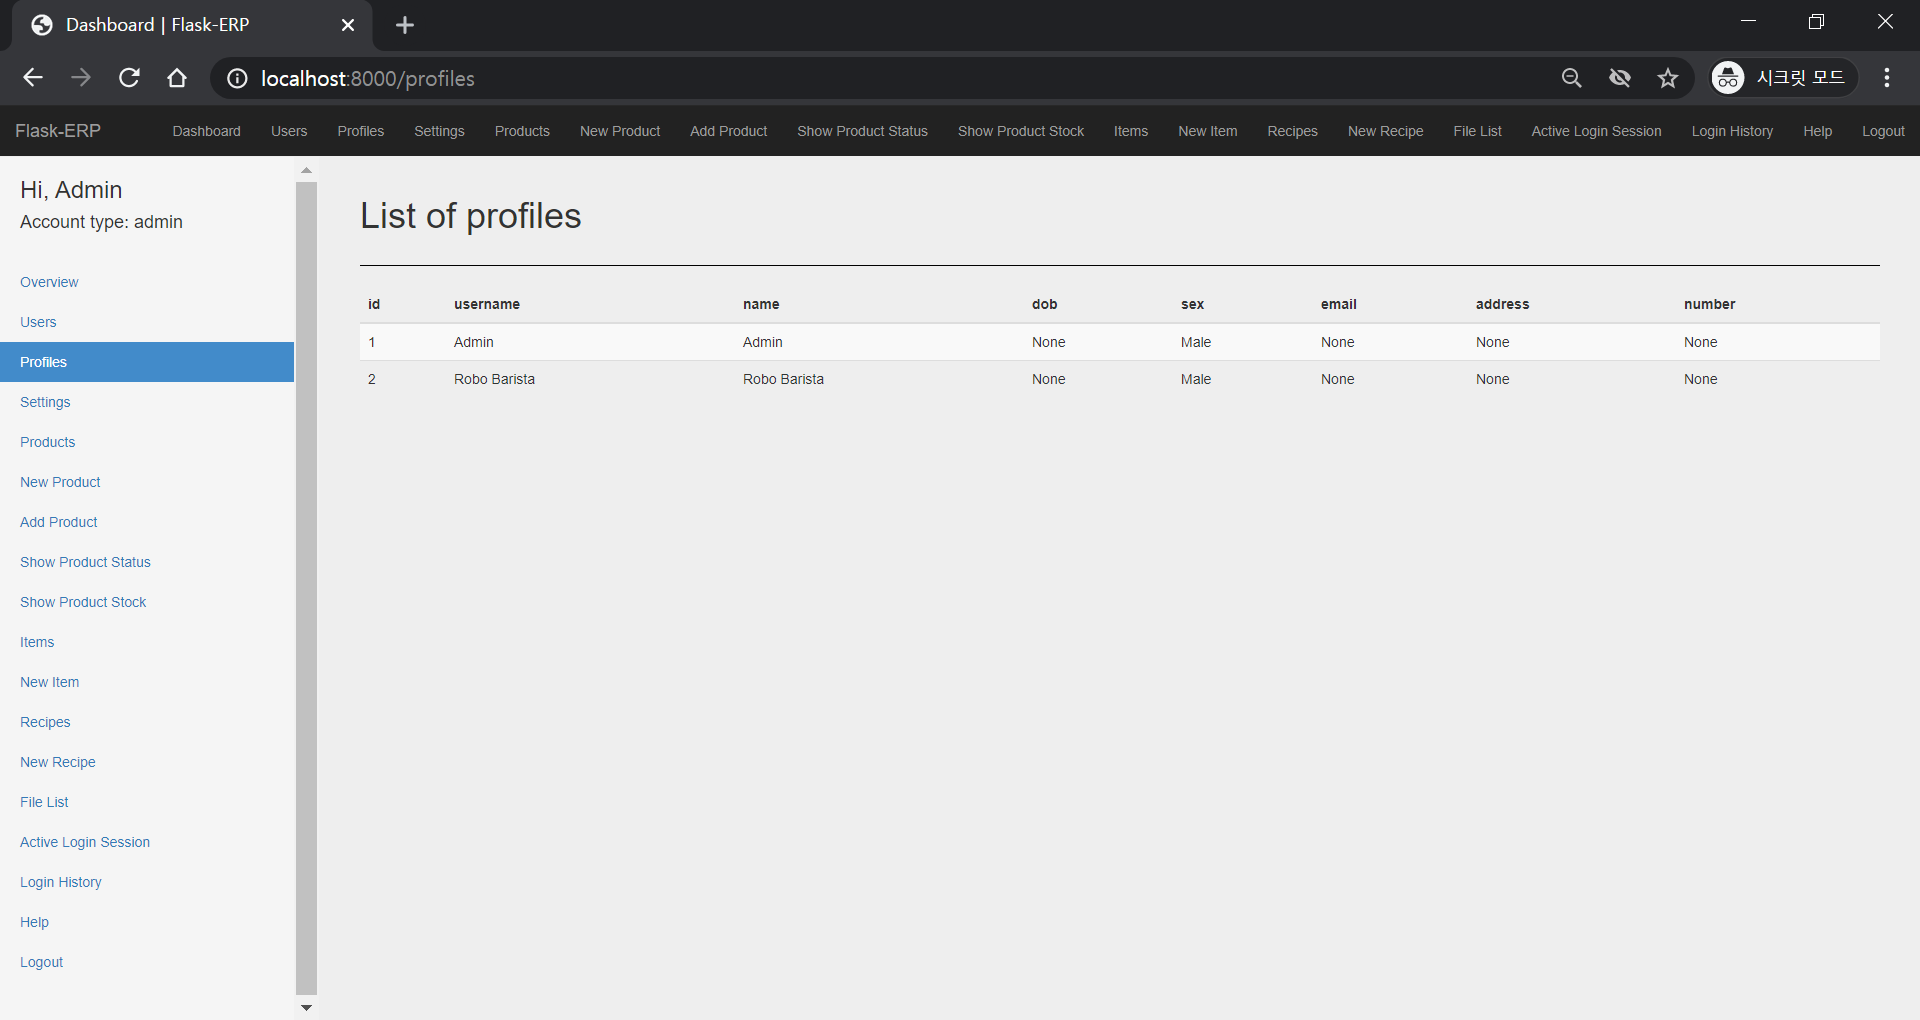 Dashboard | Flask-ERP
localhost:8000/profiles
시크릿 모드
Flask-ERP Dashboard Users Profiles Settings Products New Product Add Product Show Product Status Show Product Stock Items New Item Recipes New Recipe File List Active Login Session Login History Help Logout
Hi, Admin
Account type: admin
Overview
Users
Profiles
Settings
Products
New Product
Add Product
Show Product Status
Show Product Stock
Items
New Item
Recipes
New Recipe
File List
Active Login Session
Login History
Help
Logout
List of profiles
id username name dob sex email address number
1 Admin Admin None Male None None None
2 Robo Barista Robo Barista None Male None None None